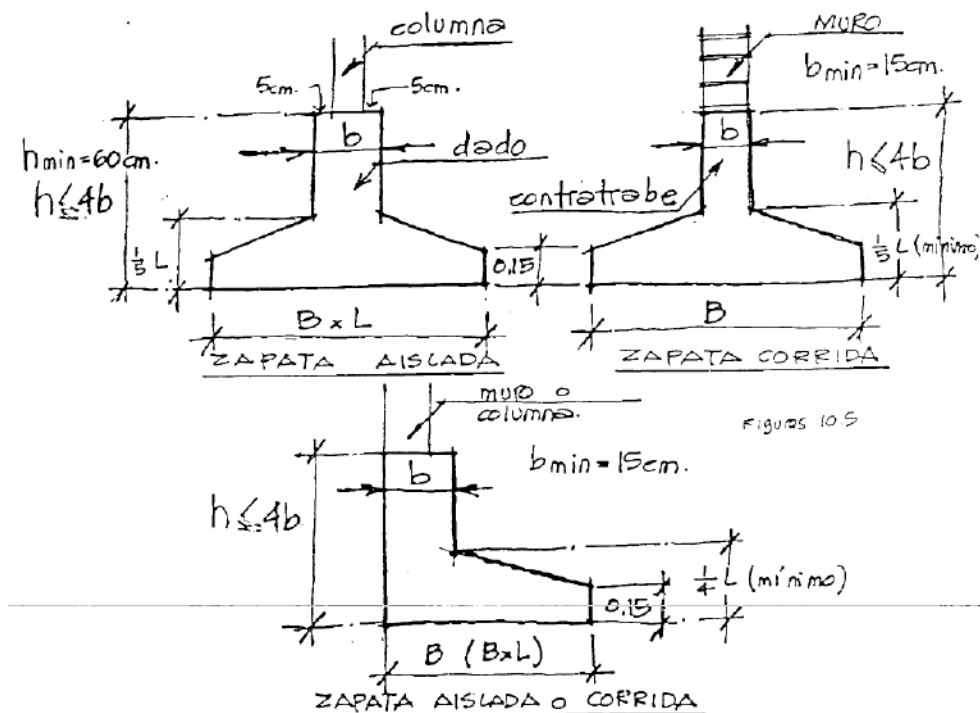 columna
5cm.
5cm.
b
hmin=60cm.
h≤4b
dado
1/5 L
0.15
B x L
ZAPATA AISLADA
MURO
bmin=15cm.
b
h≤4b
contratrabe
1/5 L (mínimo)
B
ZAPATA CORRIDA
Figuras 10.5
muro o
columna.
b
bmin=15cm.
h≤4b
1/4 L (mínimo)
0.15
B (BxL)
ZAPATA AISLADA o CORRIDA